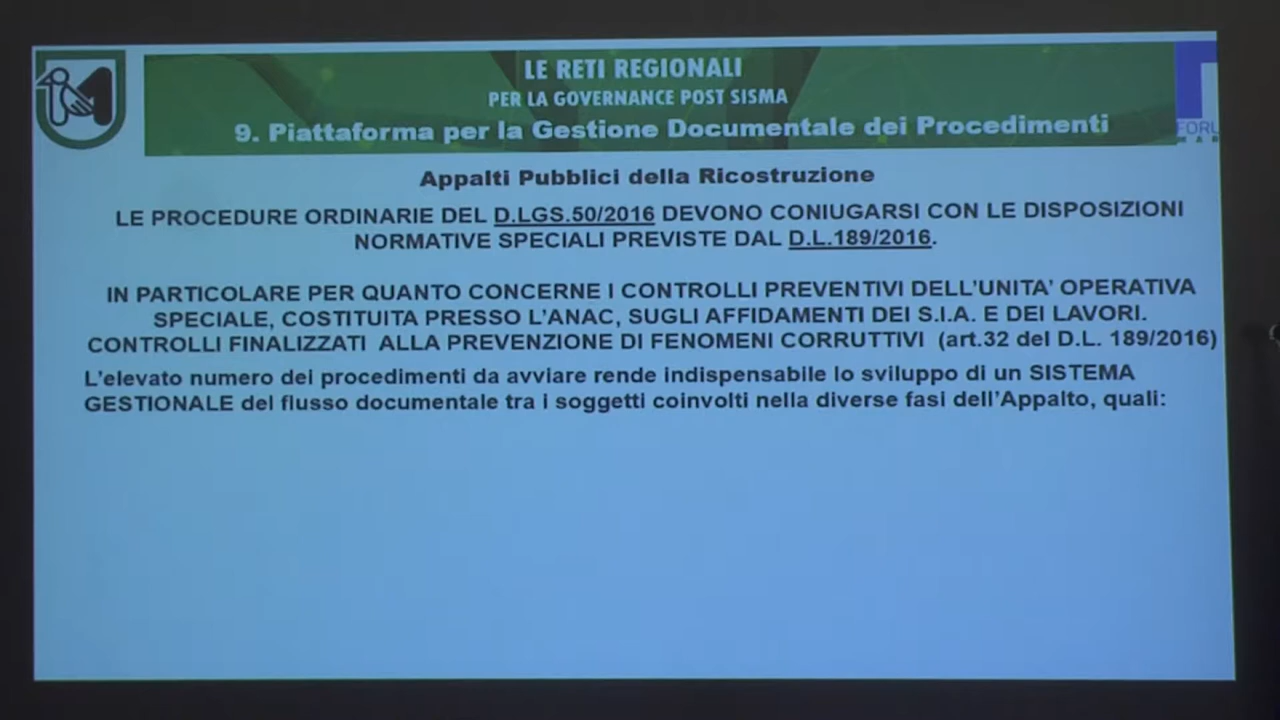 LE RETI REGIONALI
PER LA GOVERNANCE POST SISMA
9. Piattaforma per la Gestione Documentale dei Procedimenti
FORU
Appalti Pubblici della Ricostruzione
LE PROCEDURE ORDINARIE DEL D.LGS.50/2016 DEVONO CONIUGARSI CON LE DISPOSIZIONI
NORMATIVE SPECIALI PREVISTE DAL D.L.189/2016.
IN PARTICOLARE PER QUANTO CONCERNE I CONTROLLI PREVENTIVI DELL'UNITA' OPERATIVA
SPECIALE, COSTITUITA PRESSO L'ANAC, SUGLI AFFIDAMENTI DEI S.I.A. E DEI LAVORI.
CONTROLLI FINALIZZATI ALLA PREVENZIONE DI FENOMENI CORRUTTIVI (art.32 del D.L. 189/2016)
L'elevato numero dei procedimenti da avviare rende indispensabile lo sviluppo di un SISTEMA
GESTIONALE del flusso documentale tra i soggetti coinvolti nella diverse fasi dell'Appalto, quali: